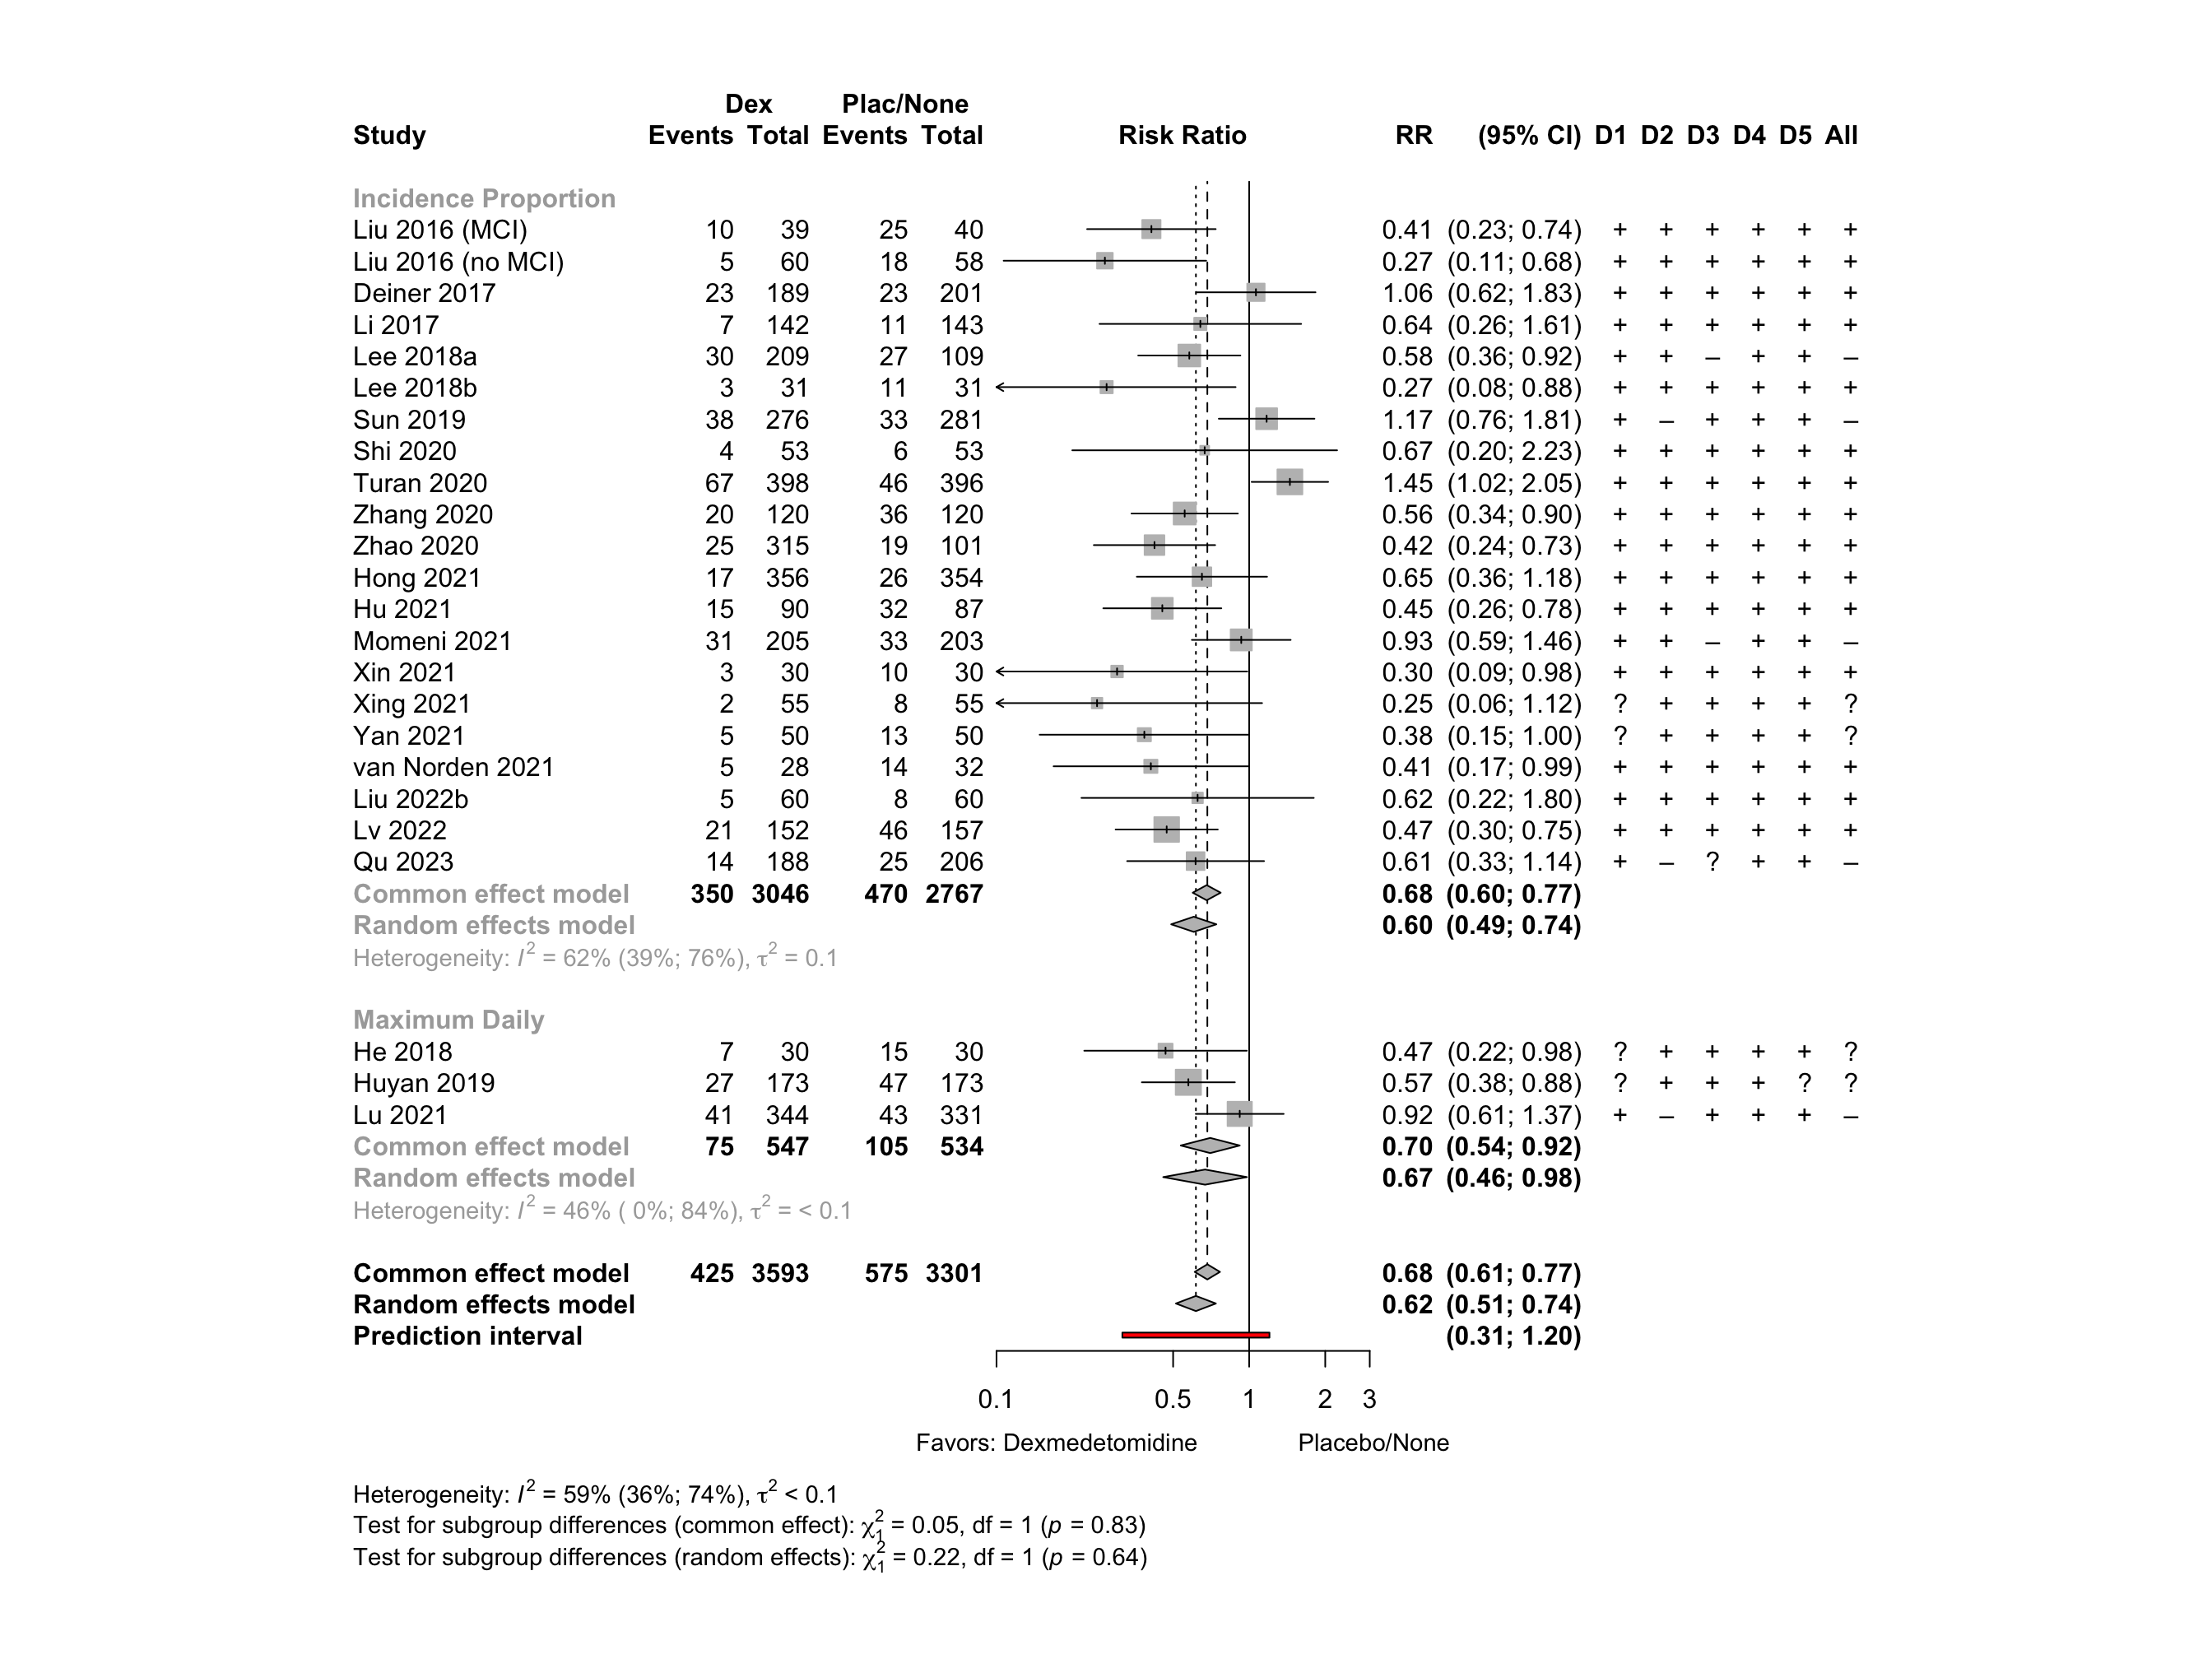 Dex Plac/None
Study Events Total Events Total Risk Ratio RR (95% CI) D1 D2 D3 D4 D5 All
Incidence Proportion
Liu 2016 (MCI) 10 39 25 40 0.41 (0.23; 0.74) + + + + + +
Liu 2016 (no MCI) 5 60 18 58 0.27 (0.11; 0.68) + + + + + +
Deiner 2017 23 189 23 201 1.06 (0.62; 1.83) + + + + + +
Li 2017 7 142 11 143 0.64 (0.26; 1.61) + + + + + +
Lee 2018a 30 209 27 109 0.58 (0.36; 0.92) + + – + + –
Lee 2018b 3 31 11 31 0.27 (0.08; 0.88) + + + + + +
Sun 2019 38 276 33 281 1.17 (0.76; 1.81) + – + + + –
Shi 2020 4 53 6 53 0.67 (0.20; 2.23) + + + + + +
Turan 2020 67 398 46 396 1.45 (1.02; 2.05) + + + + + +
Zhang 2020 20 120 36 120 0.56 (0.34; 0.90) + + + + + +
Zhao 2020 25 315 19 101 0.42 (0.24; 0.73) + + + + + +
Hong 2021 17 356 26 354 0.65 (0.36; 1.18) + + + + + +
Hu 2021 15 90 32 87 0.45 (0.26; 0.78) + + + + + +
Momeni 2021 31 205 33 203 0.93 (0.59; 1.46) + + – + + –
Xin 2021 3 30 10 30 0.30 (0.09; 0.98) + + + + + +
Xing 2021 2 55 8 55 0.25 (0.06; 1.12) ? + + + + ?
Yan 2021 5 50 13 50 0.38 (0.15; 1.00) ? + + + + ?
van Norden 2021 5 28 14 32 0.41 (0.17; 0.99) + + + + + +
Liu 2022b 5 60 8 60 0.62 (0.22; 1.80) + + + + + +
Lv 2022 21 152 46 157 0.47 (0.30; 0.75) + + + + + +
Qu 2023 14 188 25 206 0.61 (0.33; 1.14) + – ? + + –
Common effect model 350 3046 470 2767 0.68 (0.60; 0.77)
Random effects model 0.60 (0.49; 0.74)
Heterogeneity: I² = 62% (39%; 76%), τ² = 0.1
Maximum Daily
He 2018 7 30 15 30 0.47 (0.22; 0.98) ? + + + + ?
Huyan 2019 27 173 47 173 0.57 (0.38; 0.88) ? + + + ? ?
Lu 2021 41 344 43 331 0.92 (0.61; 1.37) + – + + + –
Common effect model 75 547 105 534 0.70 (0.54; 0.92)
Random effects model 0.67 (0.46; 0.98)
Heterogeneity: I² = 46% ( 0%; 84%), τ² = < 0.1
Common effect model 425 3593 575 3301 0.68 (0.61; 0.77)
Random effects model 0.62 (0.51; 0.74)
Prediction interval (0.31; 1.20)
0.1 0.5 1 2 3
Favors: Dexmedetomidine Placebo/None
Heterogeneity: I² = 59% (36%; 74%), τ² < 0.1
Test for subgroup differences (common effect): χ₁² = 0.05, df = 1 (p = 0.83)
Test for subgroup differences (random effects): χ₁² = 0.22, df = 1 (p = 0.64)